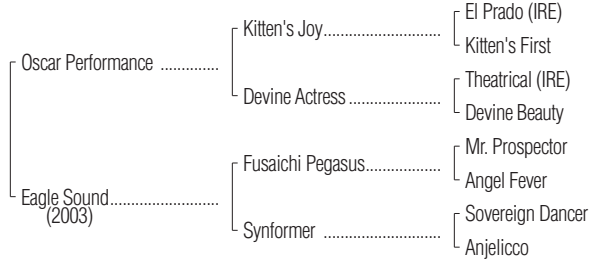 El Prado (IRE)
Kitten's Joy........................
Kitten's First
Oscar Performance ..............
Theatrical (IRE)
Devine Actress .......................
Devine Beauty
Mr. Prospector
Fusaichi Pegasus..................
Angel Fever
Eagle Sound..........................
(2003)
Sovereign Dancer
Synformer .............................
Anjelicco